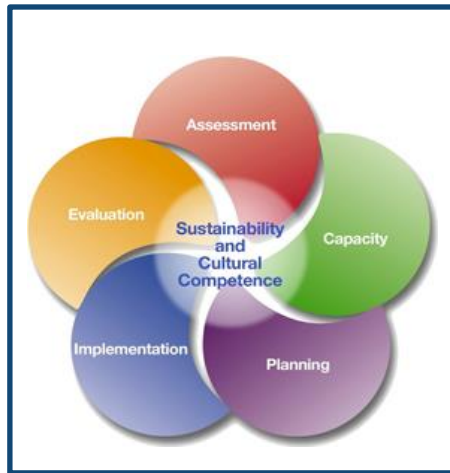 Assessment
Capacity
Planning
Implementation
Evaluation
Sustainability
and
Cultural
Competence